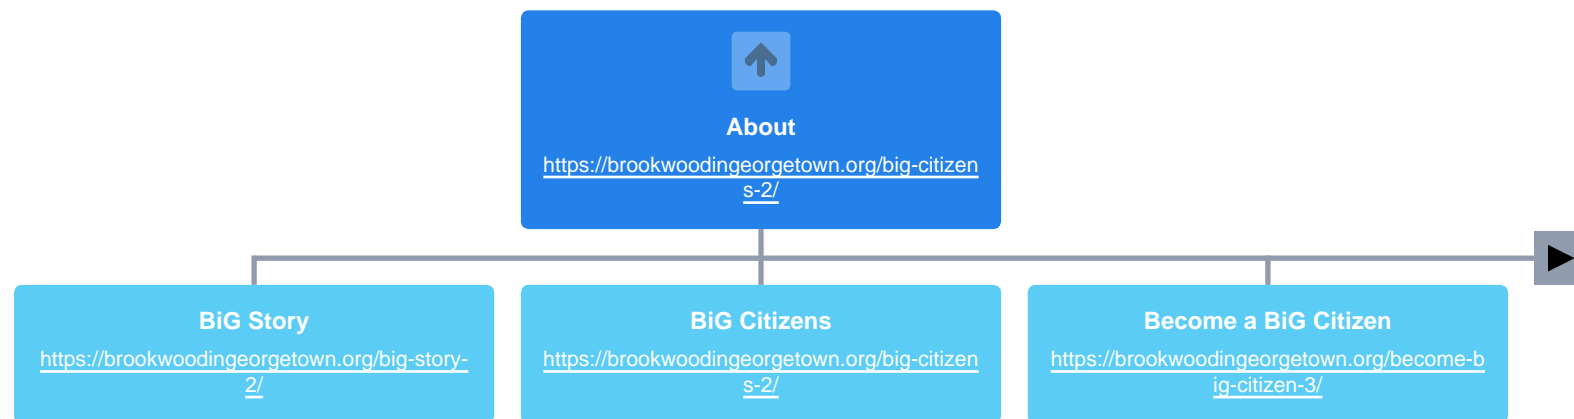 About
https://brookwoodingeorgetown.org/big-citizen
s-2/
BiG Story
https://brookwoodingeorgetown.org/big-story-
2/
BiG Citizens
https://brookwoodingeorgetown.org/big-citizen
s-2/
Become a BiG Citizen
https://brookwoodingeorgetown.org/become-b
ig-citizen-3/